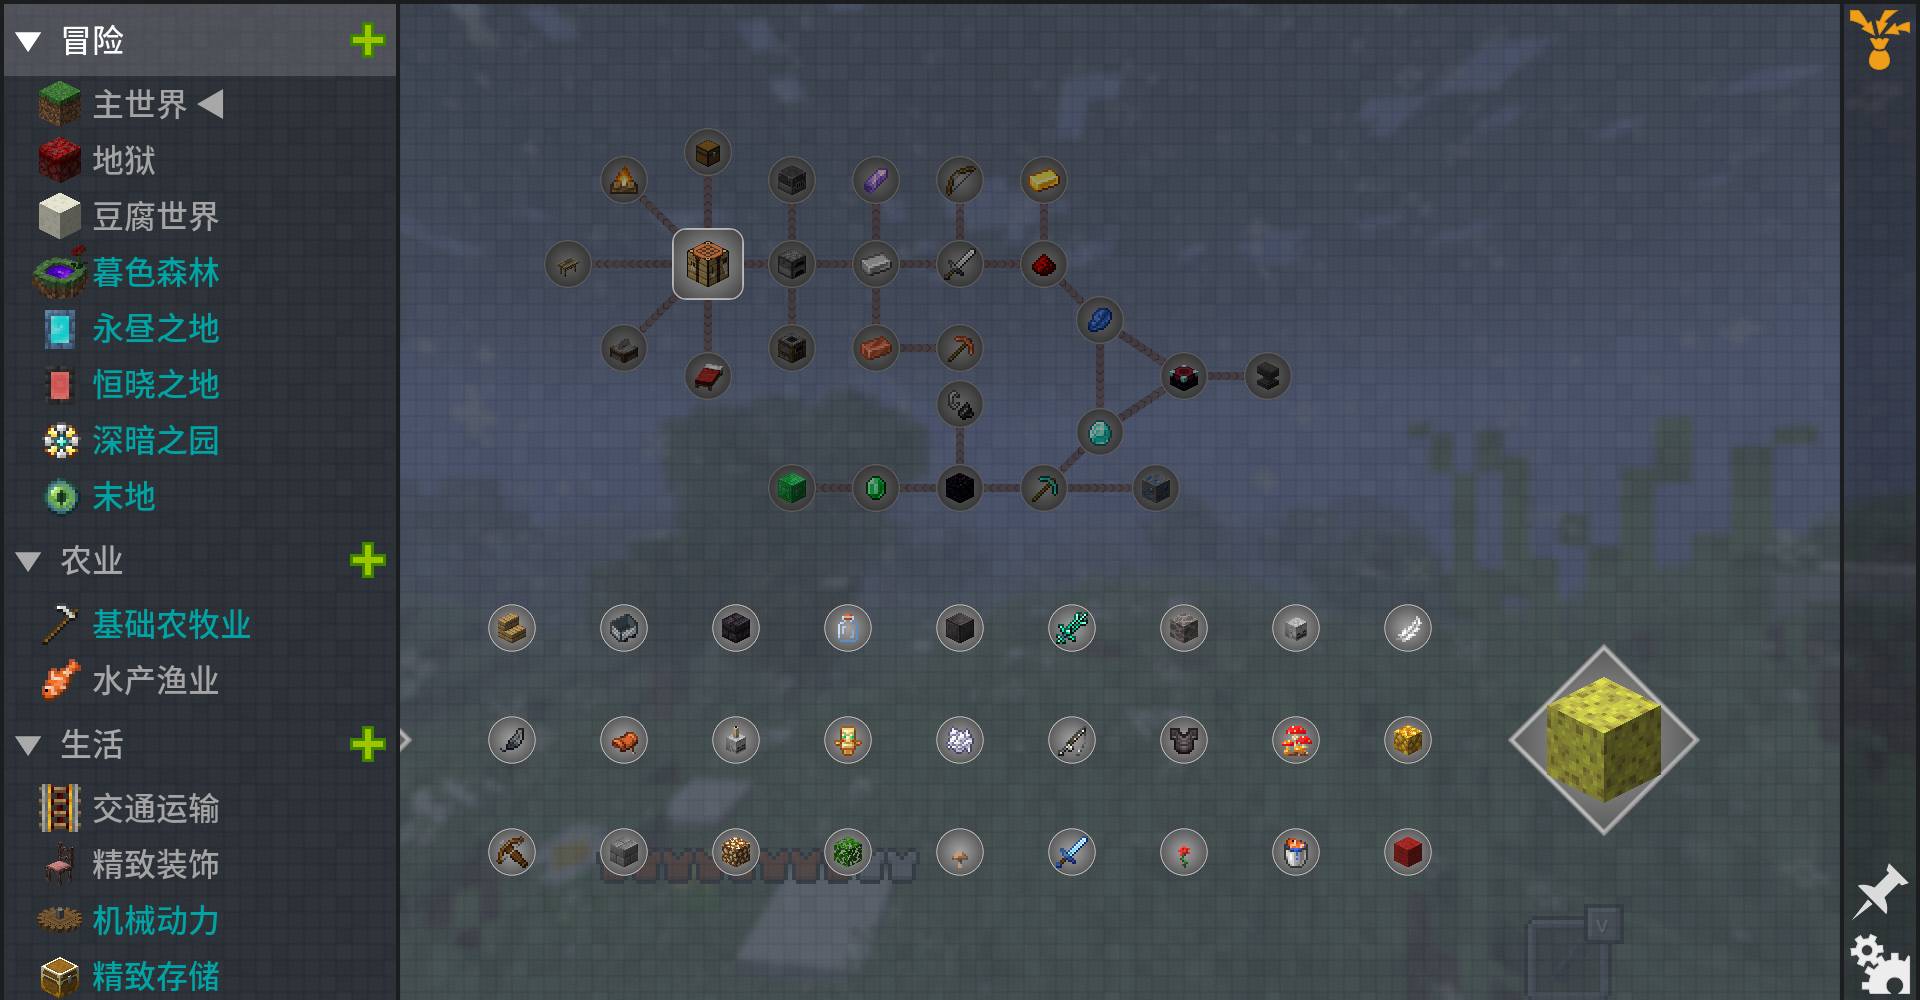 冒险
主世界
地狱
豆腐世界
暮色森林
永昼之地
恒晓之地
深暗之园
末地
农业
基础农牧业
水产渔业
生活
交通运输
精致装饰
机械动力
精致存储
V